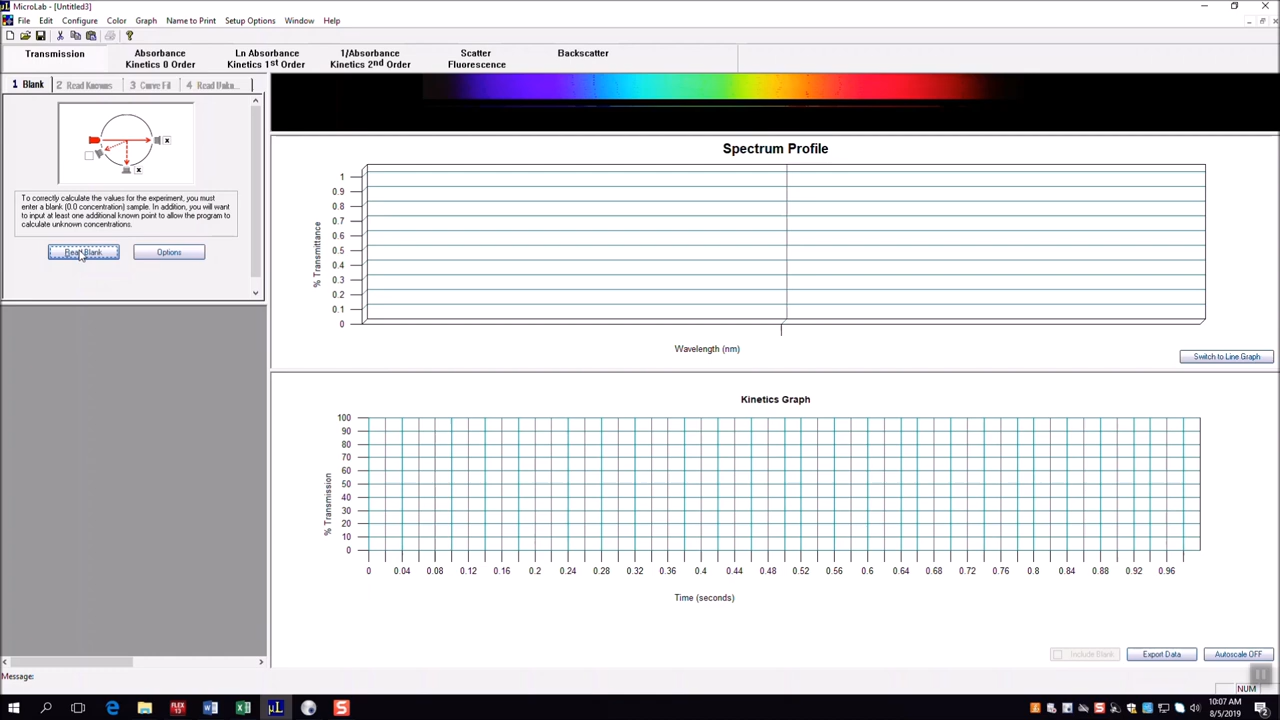 MicroLab - [Untitled3]
File Edit Configure Color Graph Name to Print Setup Options Window Help
Transmission
Absorbance
Kinetics 0 Order
Ln Absorbance
Kinetics 1st Order
1/Absorbance
Kinetics 2nd Order
Scatter
Fluorescence
Backscatter
1 Blank 2 Read Knowns 3 Curve Fit 4 Read Unkn...
x
x
To correctly calculate the values for the experiment, you must
enter a blank (0.0 concentration) sample. In addition, you will want
to input at least one additional known point to allow the program to
calculate unknown concentrations.
Read Blank Options
Spectrum Profile
% Transmittance
1
0.9
0.8
0.7
0.6
0.5
0.4
0.3
0.2
0.1
0
Wavelength (nm)
Switch to Line Graph
Kinetics Graph
% Transmission
100
90
80
70
60
50
40
30
20
10
0
0 0.04 0.08 0.12 0.16 0.2 0.24 0.28 0.32 0.36 0.4 0.44 0.48 0.52 0.56 0.6 0.64 0.68 0.72 0.76 0.8 0.84 0.88 0.92 0.96
Time (seconds)
Include Blank Export Data Autoscale OFF
Message:
NUM
10:07 AM
8/5/2019